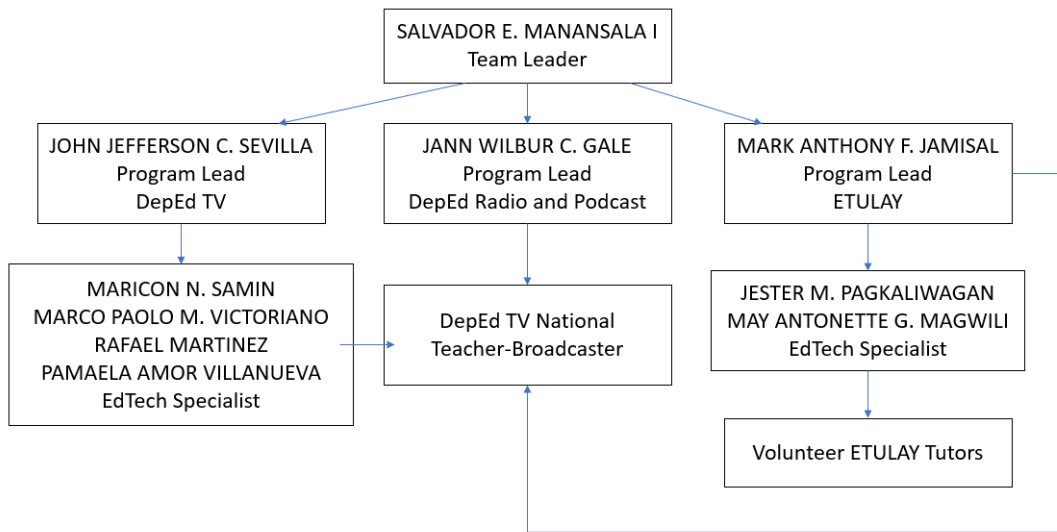 SALVADOR E. MANANSALA I
Team Leader
JOHN JEFFERSON C. SEVILLA
Program Lead
DepEd TV
JANN WILBUR C. GALE
Program Lead
DepEd Radio and Podcast
MARK ANTHONY F. JAMISAL
Program Lead
ETULAY
MARICON N. SAMIN
MARCO PAOLO M. VICTORIANO
RAFAEL MARTINEZ
PAMAELA AMOR VILLANUEVA
EdTech Specialist
DepEd TV National
Teacher-Broadcaster
JESTER M. PAGKALIWAGAN
MAY ANTONETTE G. MAGWILI
EdTech Specialist
Volunteer ETULAY Tutors